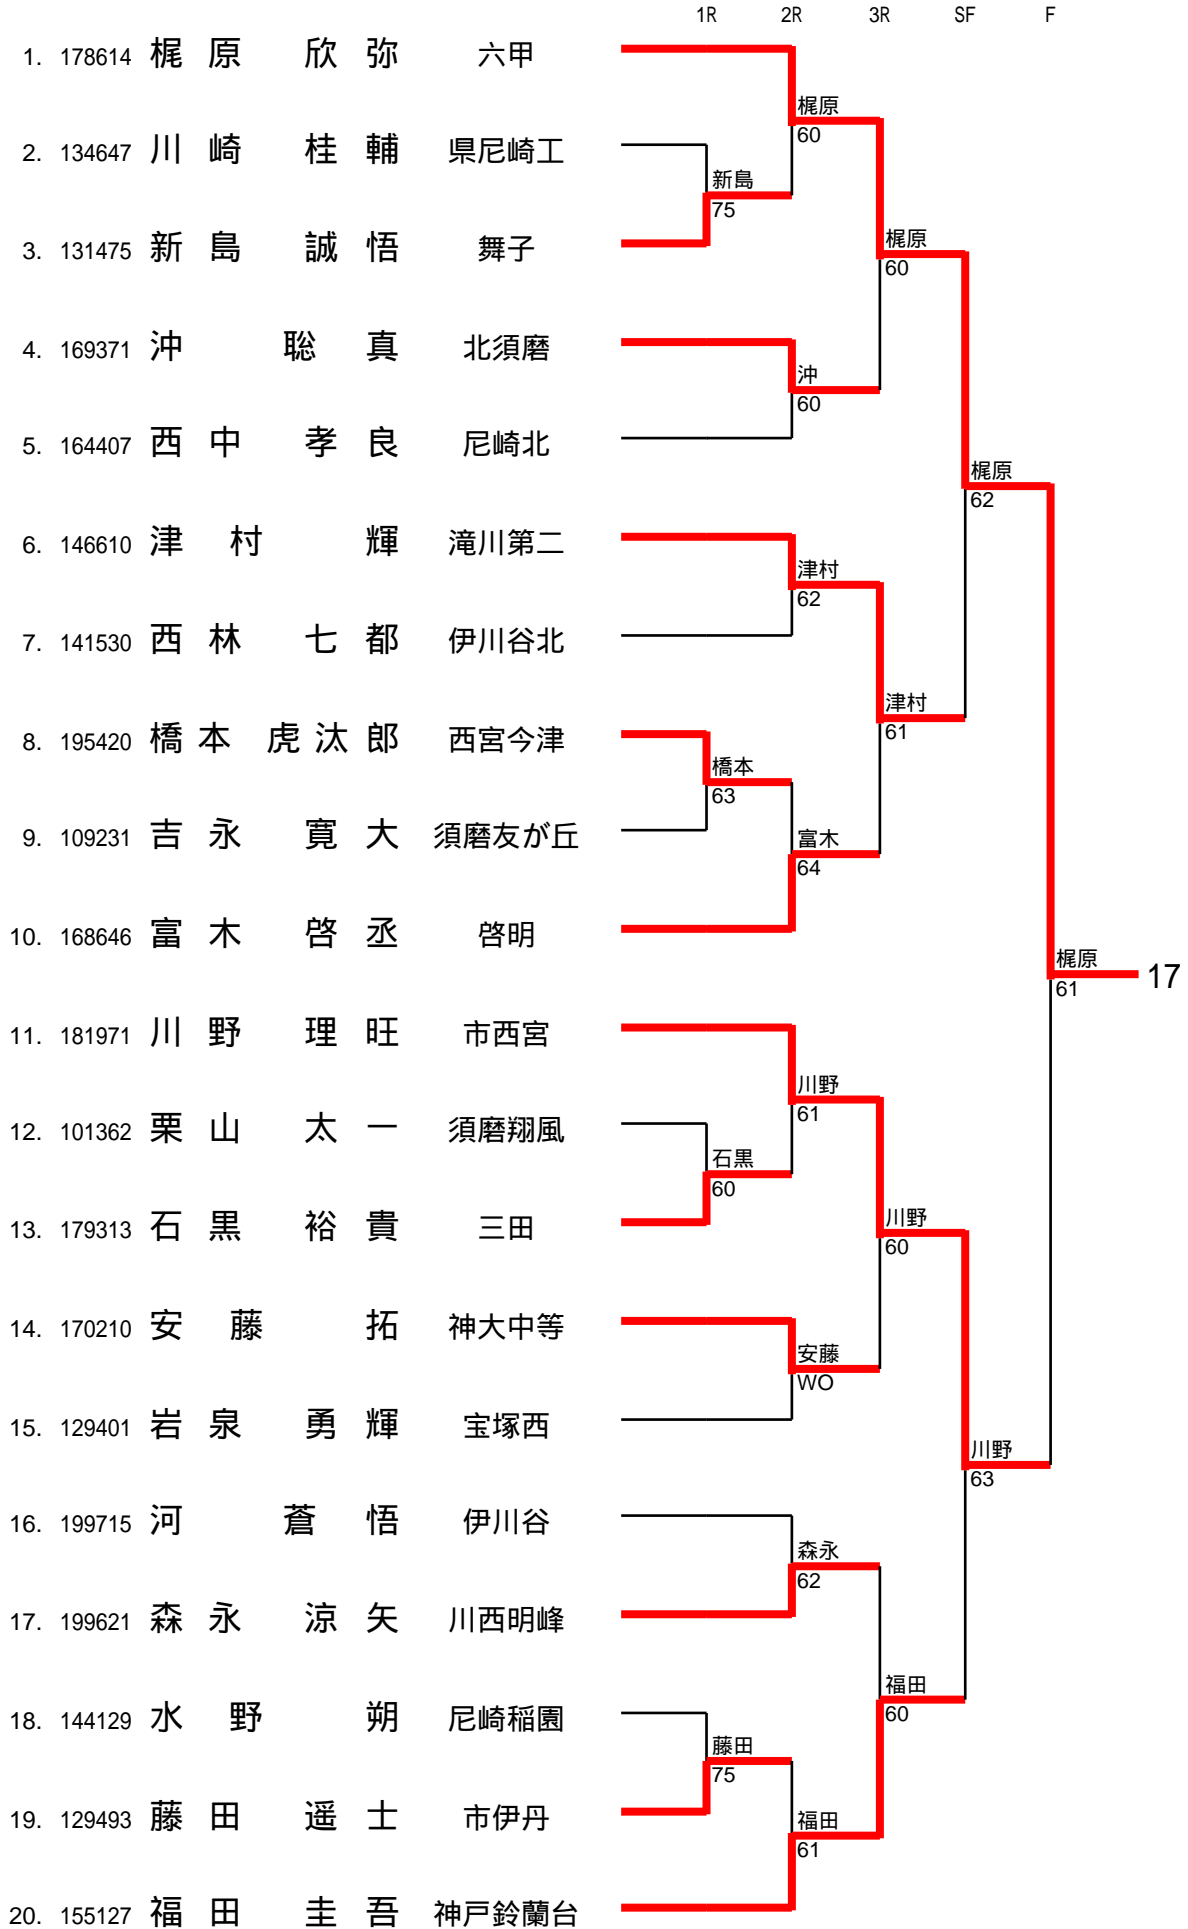 1R 2R 3R SF F
1. 178614 梶原 欣弥 六甲
梶原
60
2. 134647 川崎 桂輔 県尼崎工
新島
75
3. 131475 新島 誠悟 舞子
梶原
60
4. 169371 沖 聡真 北須磨
沖
60
5. 164407 西中 孝良 尼崎北
梶原
62
6. 146610 津村 輝 滝川第二
津村
62
7. 141530 西林 七都 伊川谷北
津村
61
8. 195420 橋本 虎汰郎 西宮今津
橋本
63
9. 109231 吉永 寛大 須磨友が丘
富木
64
10. 168646 富木 啓丞 啓明
梶原
61
17
11. 181971 川野 理旺 市西宮
川野
61
12. 101362 栗山 太一 須磨翔風
石黒
60
13. 179313 石黒 裕貴 三田
川野
60
14. 170210 安藤 拓 神大中等
安藤
WO
15. 129401 岩泉 勇輝 宝塚西
川野
63
16. 199715 河 蒼悟 伊川谷
森永
62
17. 199621 森永 涼矢 川西明峰
福田
60
18. 144129 水野 朔 尼崎稲園
藤田
75
19. 129493 藤田 遥士 市伊丹
福田
61
20. 155127 福田 圭吾 神戸鈴蘭台